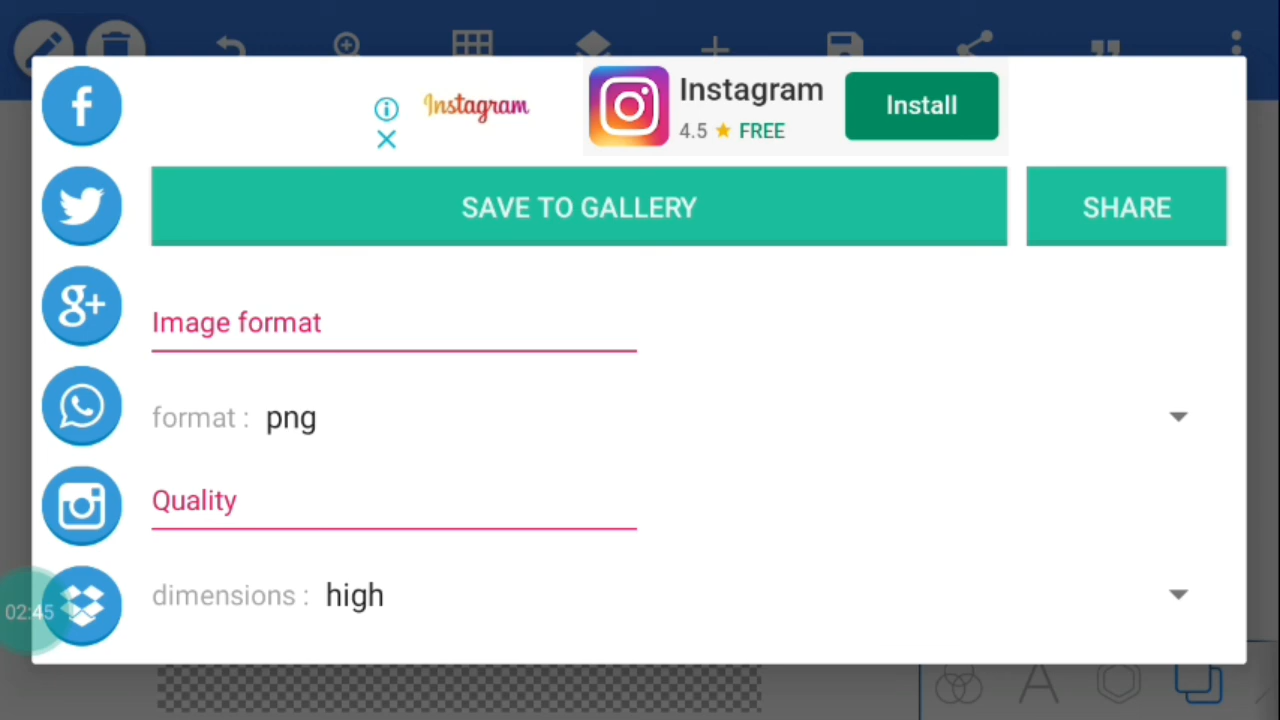 Instagram
Instagram
4.5 ★ FREE
Install
SAVE TO GALLERY
SHARE
Image format
format : png
Quality
dimensions : high
02:45